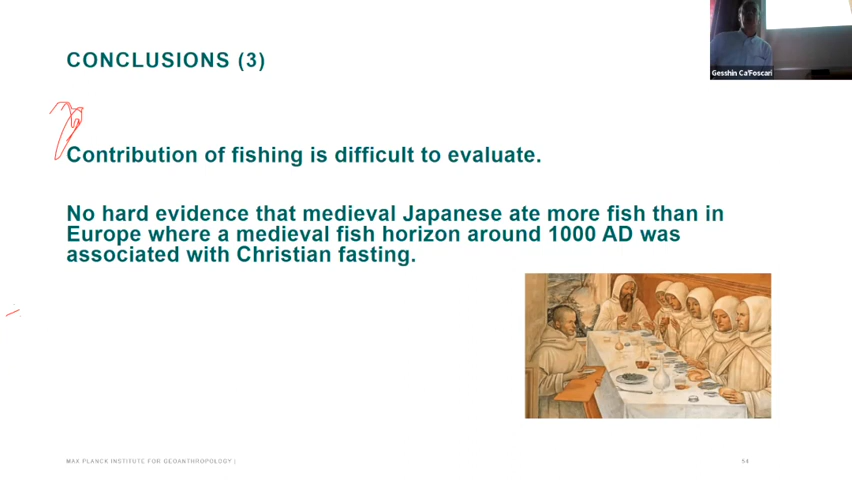 Gesshin Ca'Foscari
CONCLUSIONS (3)
Contribution of fishing is difficult to evaluate.
No hard evidence that medieval Japanese ate more fish than in
Europe where a medieval fish horizon around 1000 AD was
associated with Christian fasting.
MAX PLANCK INSTITUTE FOR GEOANTHROPOLOGY |
54